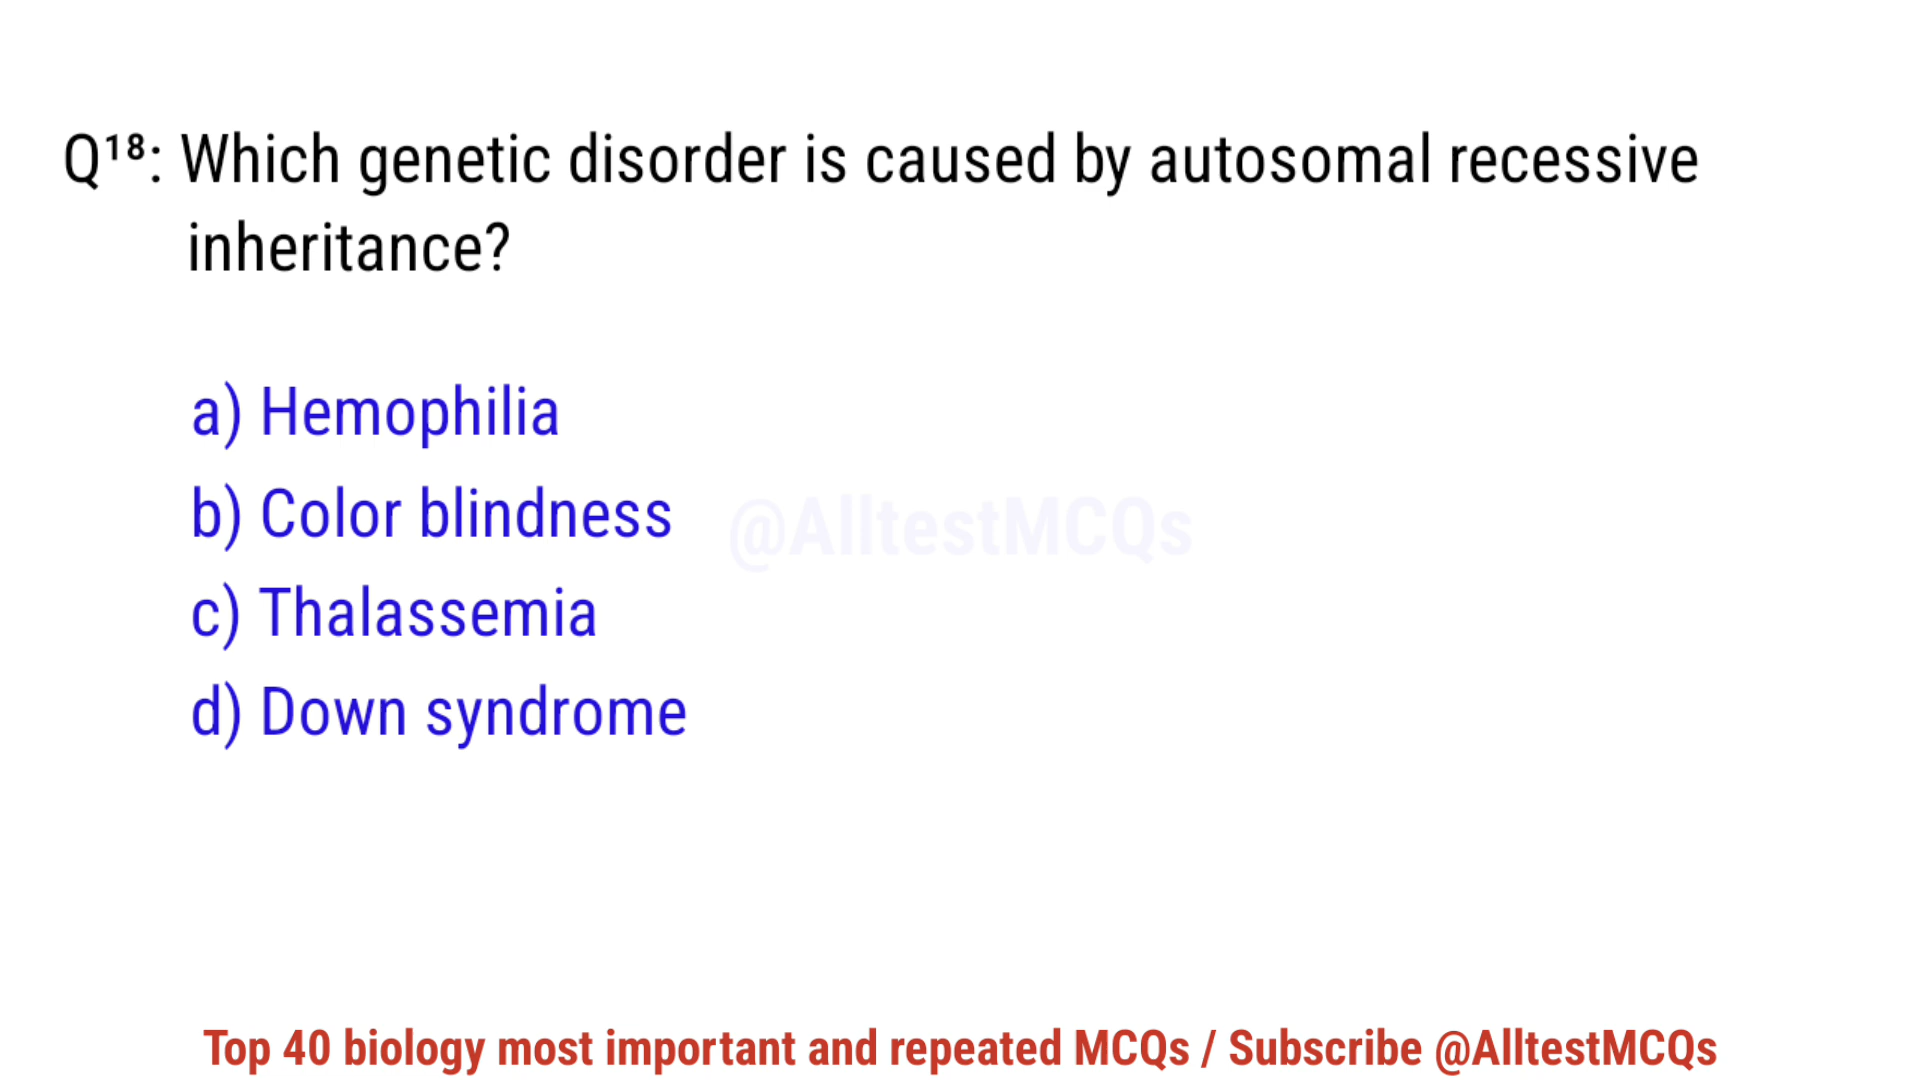 Q¹⁸: Which genetic disorder is caused by autosomal recessive
inheritance?
a) Hemophilia
b) Color blindness
@AlltestMCQs
c) Thalassemia
d) Down syndrome
Top 40 biology most important and repeated MCQs / Subscribe @AlltestMCQs